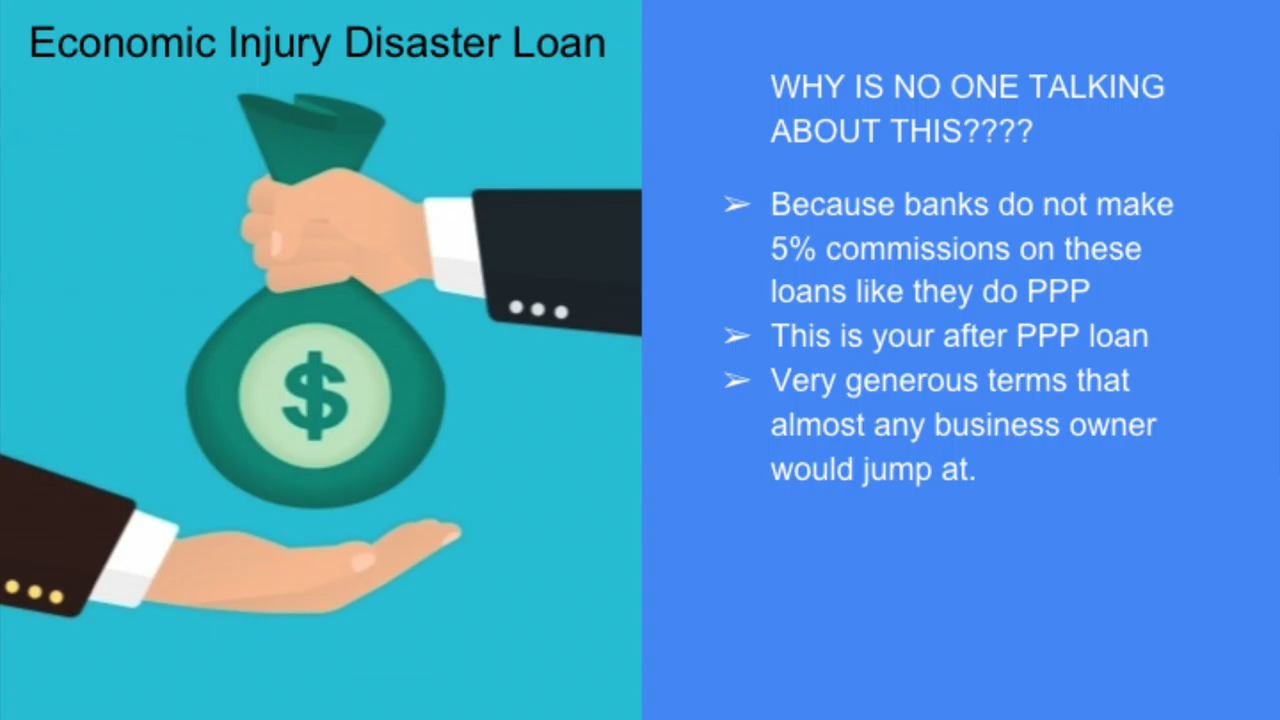 Economic Injury Disaster Loan
$
WHY IS NO ONE TALKING
ABOUT THIS????
➢ Because banks do not make
5% commissions on these
loans like they do PPP
➢ This is your after PPP loan
➢ Very generous terms that
almost any business owner
would jump at.